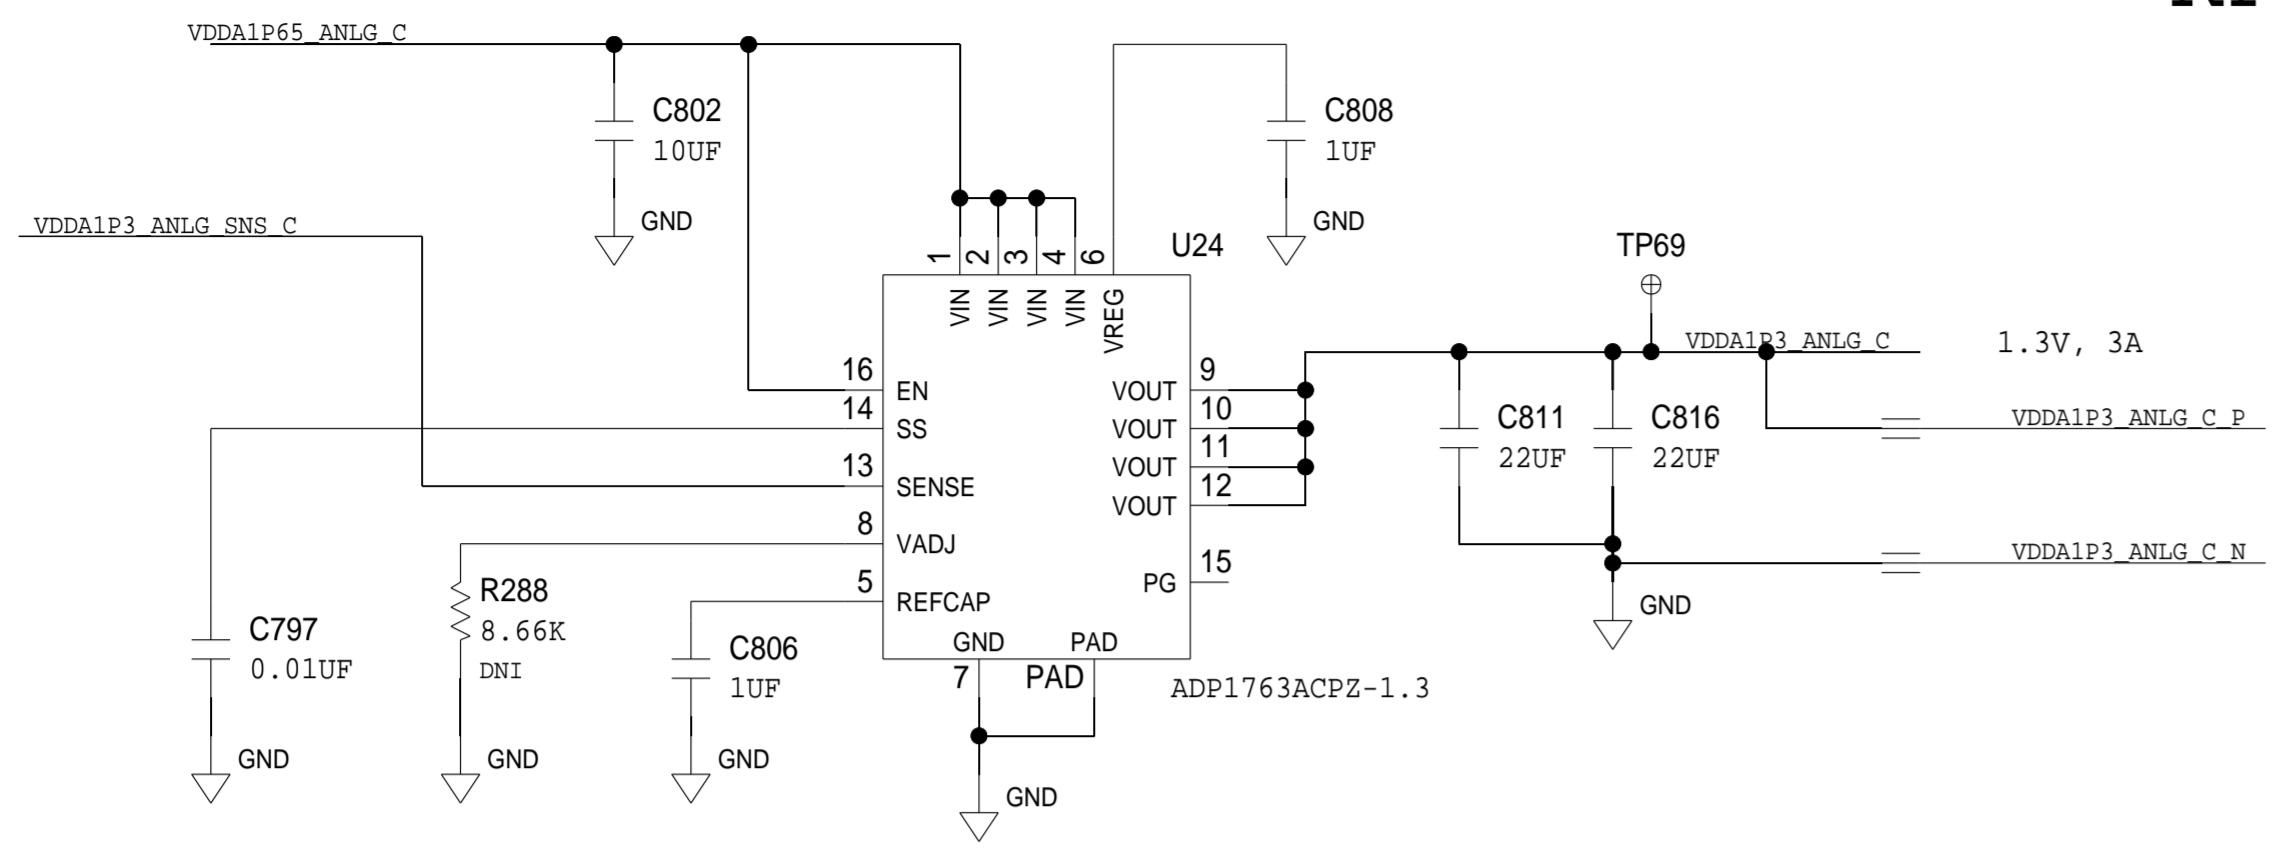 VDDA1P65_ANLG_C
C802
10UF
GND
C808
1UF
GND
VDDA1P3_ANLG_SNS_C
U24
1
2
3
4
6
VIN
VIN
VIN
VIN
VREG
TP69
VDDA1P3_ANLG_C
1.3V, 3A
16
EN
14
SS
13
SENSE
8
VADJ
5
REFCAP
VOUT
9
VOUT
10
VOUT
11
VOUT
12
PG
15
GND
PAD
7
PAD
ADP1763ACPZ-1.3
GND
C811
22UF
C816
22UF
VDDA1P3_ANLG_C_P
VDDA1P3_ANLG_C_N
GND
C797
0.01UF
GND
R288
8.66K
DNI
GND
C806
1UF
GND